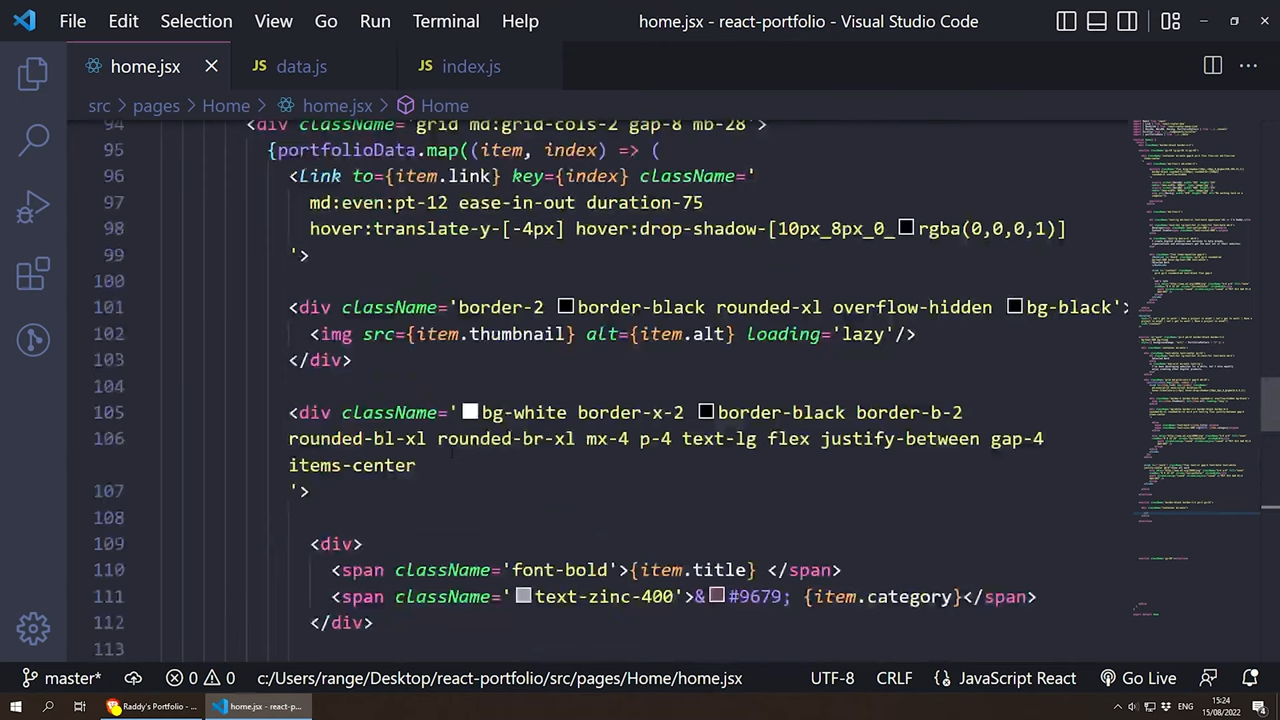 File Edit Selection View Go Run Terminal Help home.jsx - react-portfolio - Visual Studio Code
home.jsx JS data.js JS index.js
src > pages > Home > home.jsx > Home
94 <div className='grid md:grid-cols-2 gap-8 mb-28'>
95 {portfolioData.map((item, index) => (
96 <Link to={item.link} key={index} className='
97 md:even:pt-12 ease-in-out duration-75
98 hover:translate-y-[-4px] hover:drop-shadow-[10px_8px_0_rgba(0,0,0,1)]
99 '>
100
101 <div className='border-2 border-black rounded-xl overflow-hidden bg-black'>
102 <img src={item.thumbnail} alt={item.alt} loading='lazy'/>
103 </div>
104
105 <div className='bg-white border-x-2 border-black border-b-2
106 rounded-bl-xl rounded-br-xl mx-4 p-4 text-lg flex justify-between gap-4
items-center
107 '>
108
109 <div>
110 <span className='font-bold'>{item.title} </span>
111 <span className='text-zinc-400'>&#9679; {item.category}</span>
112 </div>
113
master* 0 0 c:/Users/range/Desktop/react-portfolio/src/pages/Home/home.jsx UTF-8 CRLF JavaScript React Go Live
Raddy's Portfolio - ... home.jsx - react-p... ENG 15:24
15/08/2022